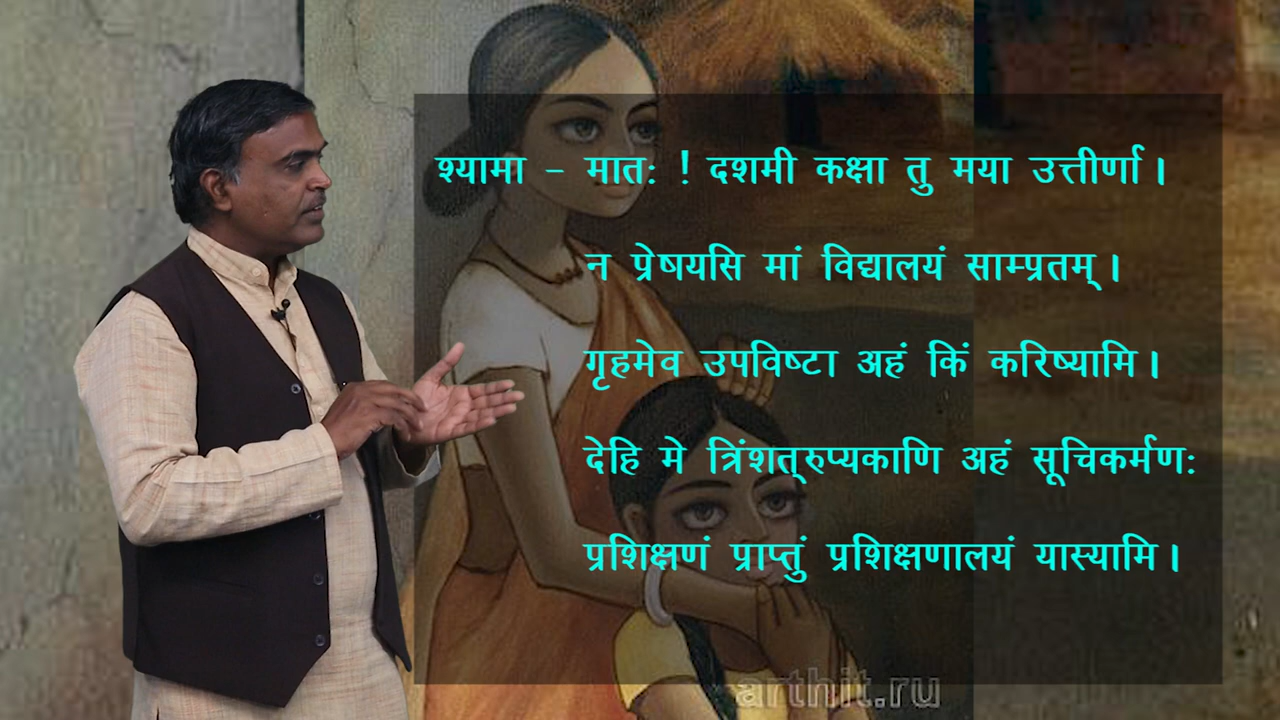 श्यामा - मातः ! दशमी कक्षा तु मया उत्तीर्णा।
न प्रेषयसि मां विद्यालयं साम्प्रतम्।
गृहमेव उपविष्टा अहं किं करिष्यामि।
देहि मे त्रिंशत्‌रुप्यकाणि अहं सूचिकर्मणः
प्रशिक्षणं प्राप्तुं प्रशिक्षणालयं यास्यामि।
arthit.ru